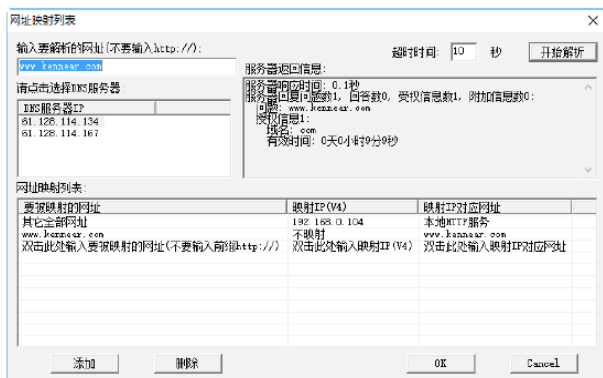 网址映射列表
输入要解析的网址(不要输入http://):
超时时间: 10 秒 开始解析
www.kennear.com
服务器返回信息:
请点击选择DNS服务器:
DNS服务器IP
61.128.114.134
61.128.114.167
服务器响应时间: 0.1秒
服务器回复问题数1, 回答数0, 受权信息数1, 附加信息数0:
问题: www.kennear.com
授权信息1:
域名: com
有效时间: 0天0小时9分9秒
网址映射列表:
要被映射的网址 映射IP(V4) 映射IP对应网址
其它全部网址 192.168.0.104 本地HTTP服务
www.kennear.com 不映射 www.kennear.com
双击此处输入要被映射的网址(不要输入前缀http://) 双击此处输入映射IP(V4) 双击此处输入映射IP对应网址
添加 删除 OK Cancel